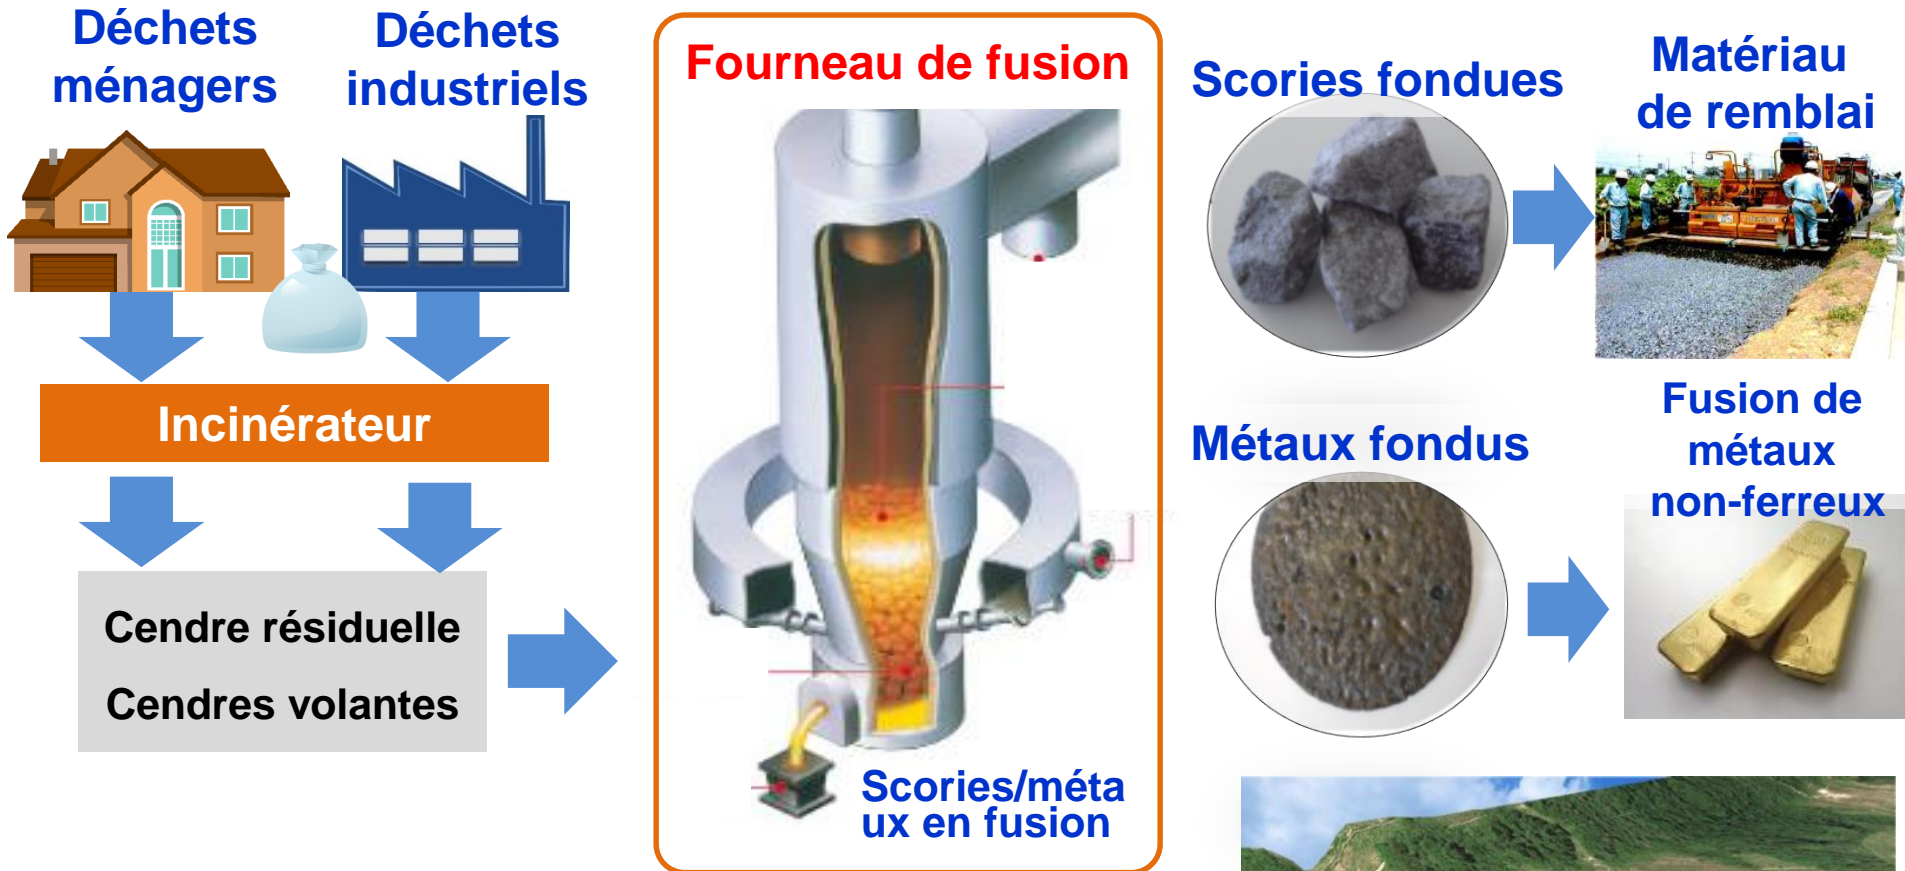 Déchets
ménagers
Déchets
industriels
Incinérateur
Cendre résiduelle
Cendres volantes
Fourneau de fusion
Scories/méta
ux en fusion
Scories fondues
Matériau
de remblai
Métaux fondus
Fusion de
métaux
non-ferreux